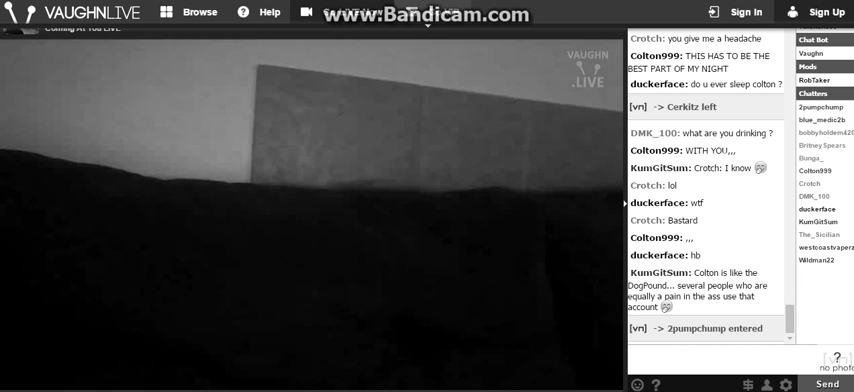 VAUGHNLIVE
Browse
Help
www.Bandicam.com
Sign In
Sign Up
Coming At You LIVE
VAUGHN
.LIVE
Crotch: you give me a headache
Colton999: THIS HAS TO BE THE
BEST PART OF MY NIGHT
duckerface: do u ever sleep colton ?
[vn] -> Cerkitz left
DMK_100: what are you drinking ?
Colton999: WITH YOU,,,
KumGitSum: Crotch: I know
Crotch: lol
duckerface: wtf
Crotch: Bastard
Colton999: ,,,
duckerface: hb
KumGitSum: Colton is like the
DogPound... several people who are
equally a pain in the ass use that
account
[vn] -> 2pumpchump entered
Chat Bot
Vaughn
Mods
RobTaker
Chatters
2pumpchump
blue_medic2b
bobbyholdem420
Britney Spears
Bunga_
Colton999
Crotch
DMK_100
duckerface
KumGitSum
The_Sicilian
westcoastvaperz
Wildman22
[vn]
?
no photo
Send